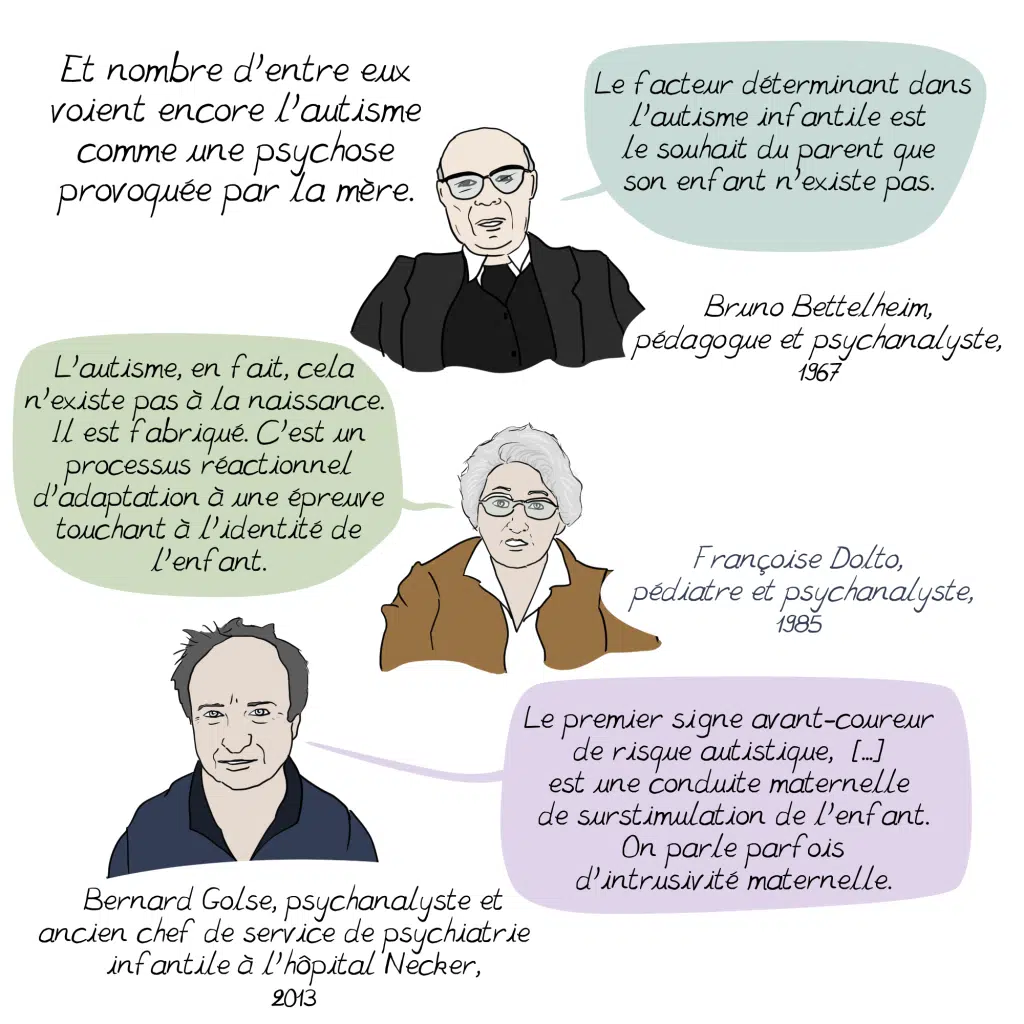 Et nombre d'entre eux
voient encore l'autisme
comme une psychose
provoquée par la mère.
Le facteur déterminant dans
l'autisme infantile est
le souhait du parent que
son enfant n'existe pas.
Bruno Bettelheim,
pédagogue et psychanalyste,
1967
L'autisme, en fait, cela
n'existe pas à la naissance.
Il est fabriqué. C'est un
processus réactionnel
d'adaptation à une épreuve
touchant à l'identité de
l'enfant.
Françoise Dolto,
pédiatre et psychanalyste,
1985
Le premier signe avant-coureur
de risque autistique, [...]
est une conduite maternelle
de surstimulation de l'enfant.
On parle parfois
d'intrusivité maternelle.
Bernard Golse, psychanalyste et
ancien chef de service de psychiatrie
infantile à l'hôpital Necker,
2013